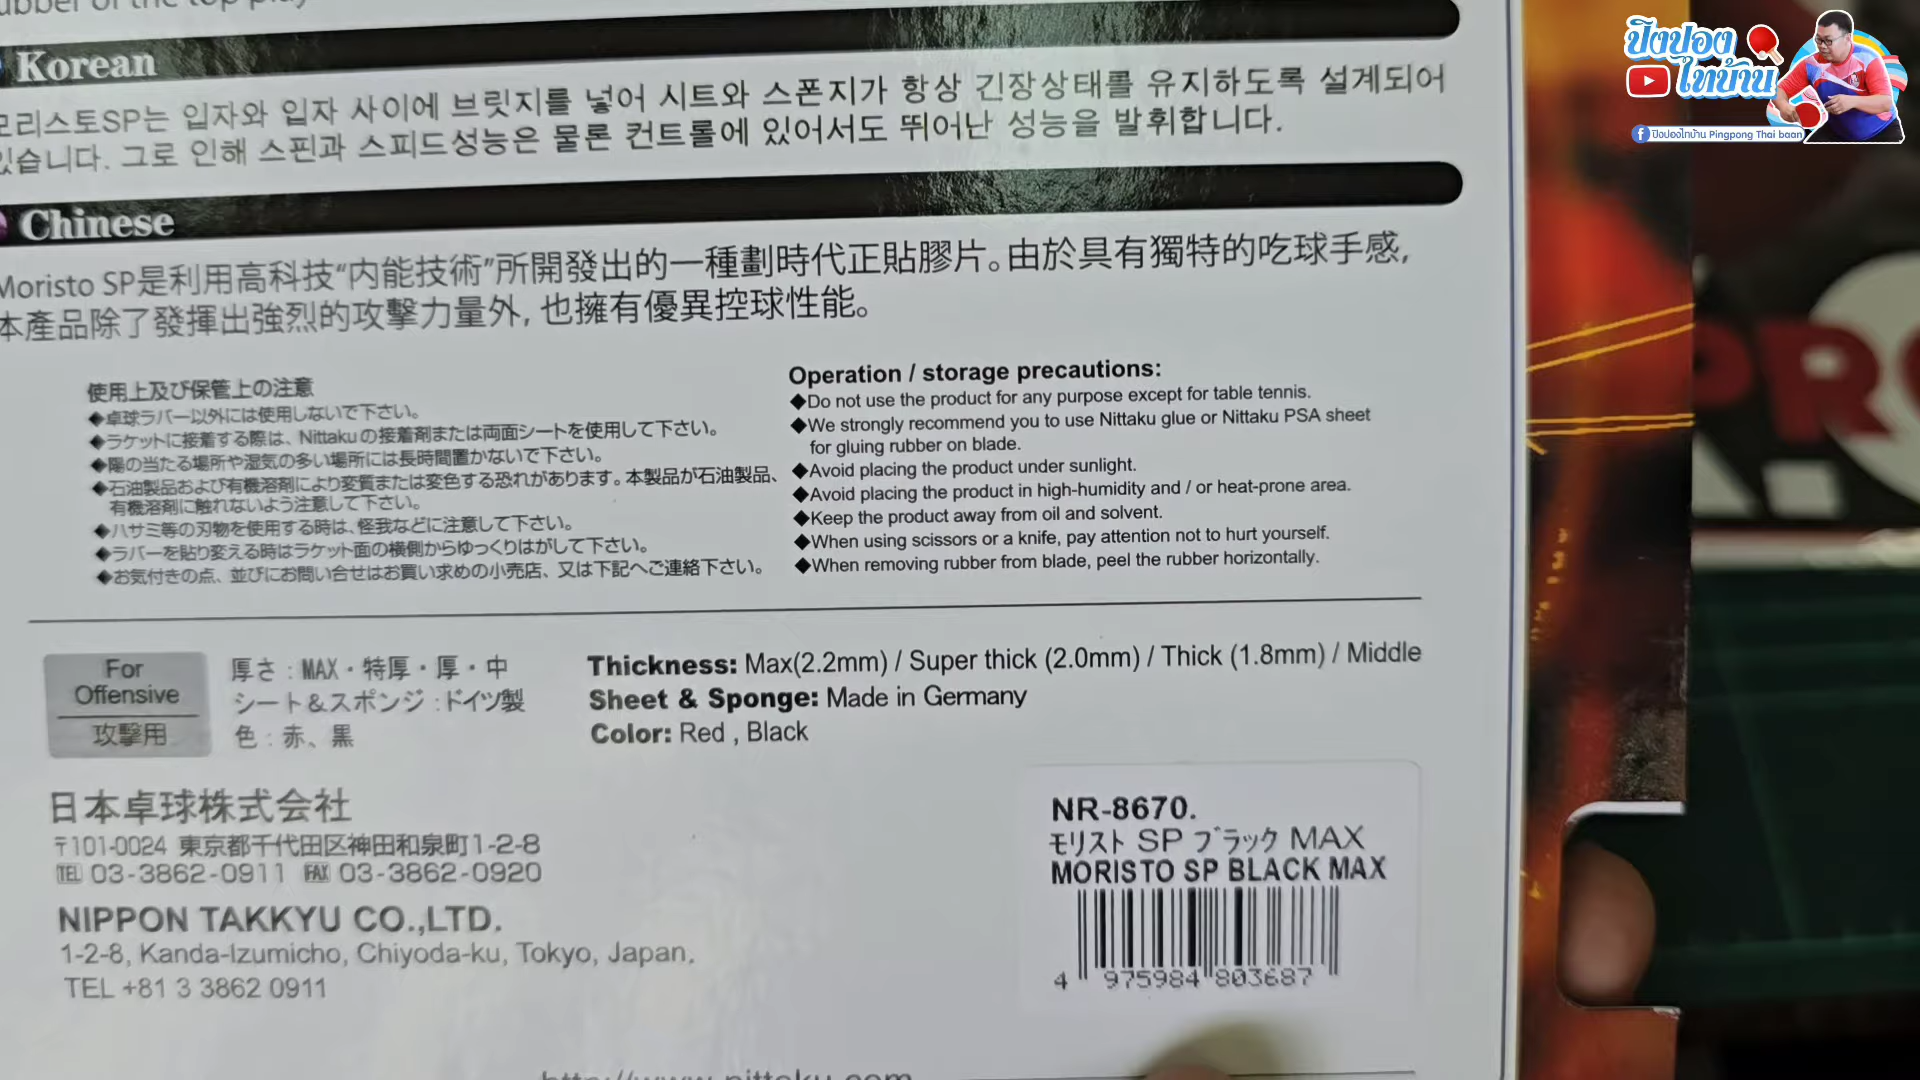 rubber of the top play
Korean
모리스토SP는 입자와 입자 사이에 브릿지를 넣어 시트와 스폰지가 항상 긴장상태를 유지하도록 설계되어
있습니다. 그로 인해 스핀과 스피드성능은 물론 컨트롤에 있어서도 뛰어난 성능을 발휘합니다.
Chinese
Moristo SP是利用高科技“内能技術”所開發出的一種劃時代正貼膠片。由於具有獨特的吃球手感,
本產品除了發揮出強烈的攻擊力量外, 也擁有優異控球性能。
使用上及び保管上の注意
◆卓球ラバー以外には使用しないで下さい。
◆ラケットに接着する際は、Nittakuの接着剤または両面シートを使用して下さい。
◆陽の当たる場所や湿気の多い場所には長時間置かないで下さい。
◆石油製品および有機溶剤により変質または変色する恐れがあります。本製品が石油製品、
有機溶剤に触れないよう注意して下さい。
◆ハサミ等の刃物を使用する時は、怪我などに注意して下さい。
◆ラバーを貼り変える時はラケット面の横側からゆっくりはがして下さい。
◆お気付きの点、並びにお問い合せはお買い求めの小売店、又は下記へご連絡下さい。
Operation / storage precautions:
◆Do not use the product for any purpose except for table tennis.
◆We strongly recommend you to use Nittaku glue or Nittaku PSA sheet
for gluing rubber on blade.
◆Avoid placing the product under sunlight.
◆Avoid placing the product in high-humidity and / or heat-prone area.
◆Keep the product away from oil and solvent.
◆When using scissors or a knife, pay attention not to hurt yourself.
◆When removing rubber from blade, peel the rubber horizontally.
For
Offensive
攻撃用
厚さ : MAX・特厚・厚・中
シート&スポンジ : ドイツ製
色 : 赤、黒
Thickness: Max(2.2mm) / Super thick (2.0mm) / Thick (1.8mm) / Middle
Sheet & Sponge: Made in Germany
Color: Red , Black
日本卓球株式会社
〒101-0024 東京都千代田区神田和泉町1-2-8
TEL 03-3862-0911 FAX 03-3862-0920
NIPPON TAKKYU CO.,LTD.
1-2-8, Kanda-Izumicho, Chiyoda-ku, Tokyo, Japan.
TEL +81 3 3862 0911
NR-8670.
モリスト SP ブラック MAX
MORISTO SP BLACK MAX
4 975984 803687
http://www.nittaku.com
ปิงปอง
ไทบ้าน
ปิงปองไทบ้าน Pingpong Thai baan
PRO